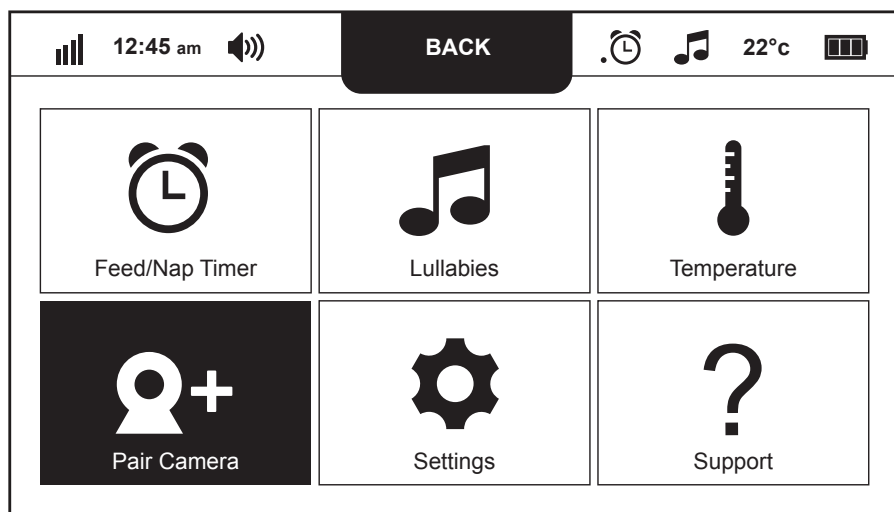 12:45 am BACK 22°c
Feed/Nap Timer Lullabies Temperature
Pair Camera Settings Support